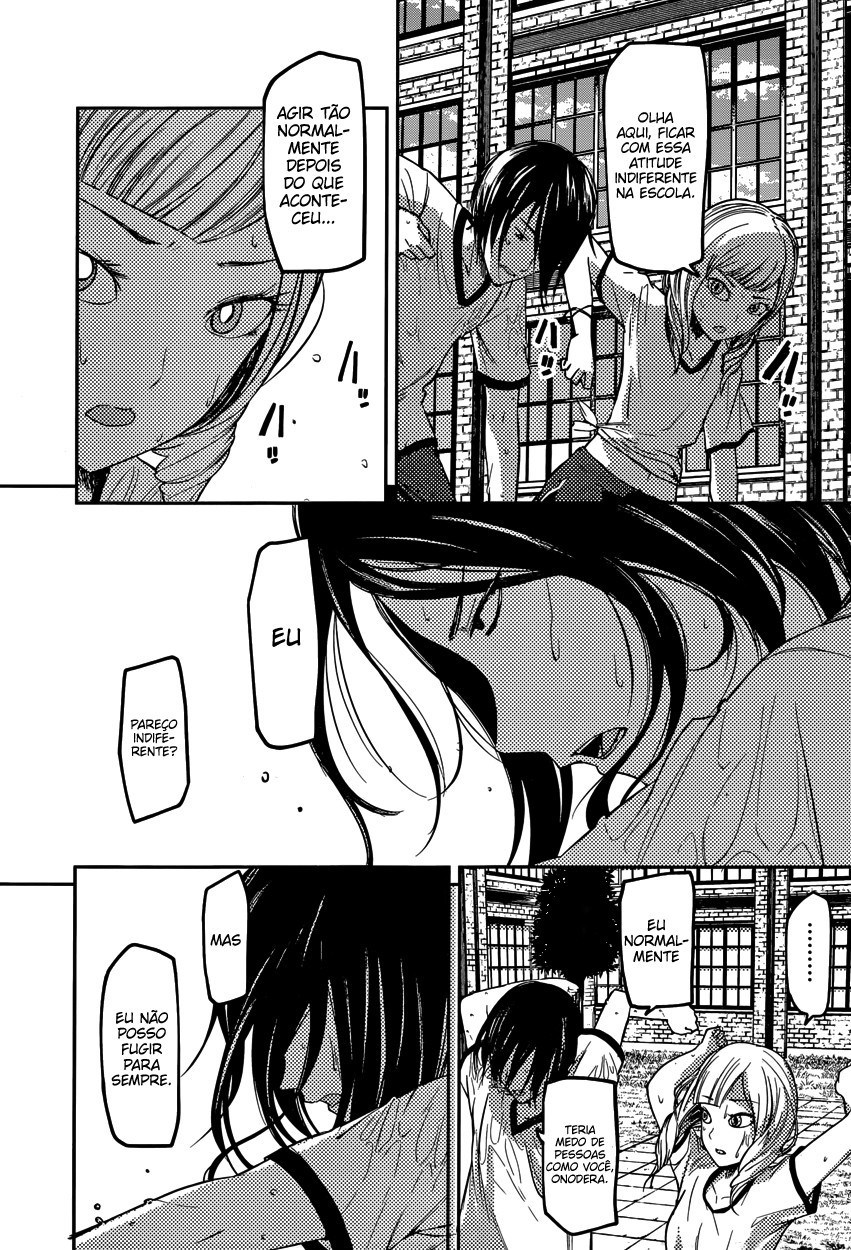 OLHA
AQUI, FICAR
COM ESSA
ATITUDE
INDIFERENTE
NA ESCOLA.
AGIR TÃO
NORMAL-
MENTE
DEPOIS
DO QUE
ACONTE-
CEU...
EU
PAREÇO
INDIFE-
RENTE?
.........
EU
NORMAL-
MENTE
TERIA
MEDO DE
PESSOAS
COMO VOCÊ,
ONODERA.
MAS
EU NÃO
POSSO
FUGIR
PARA
SEMPRE.